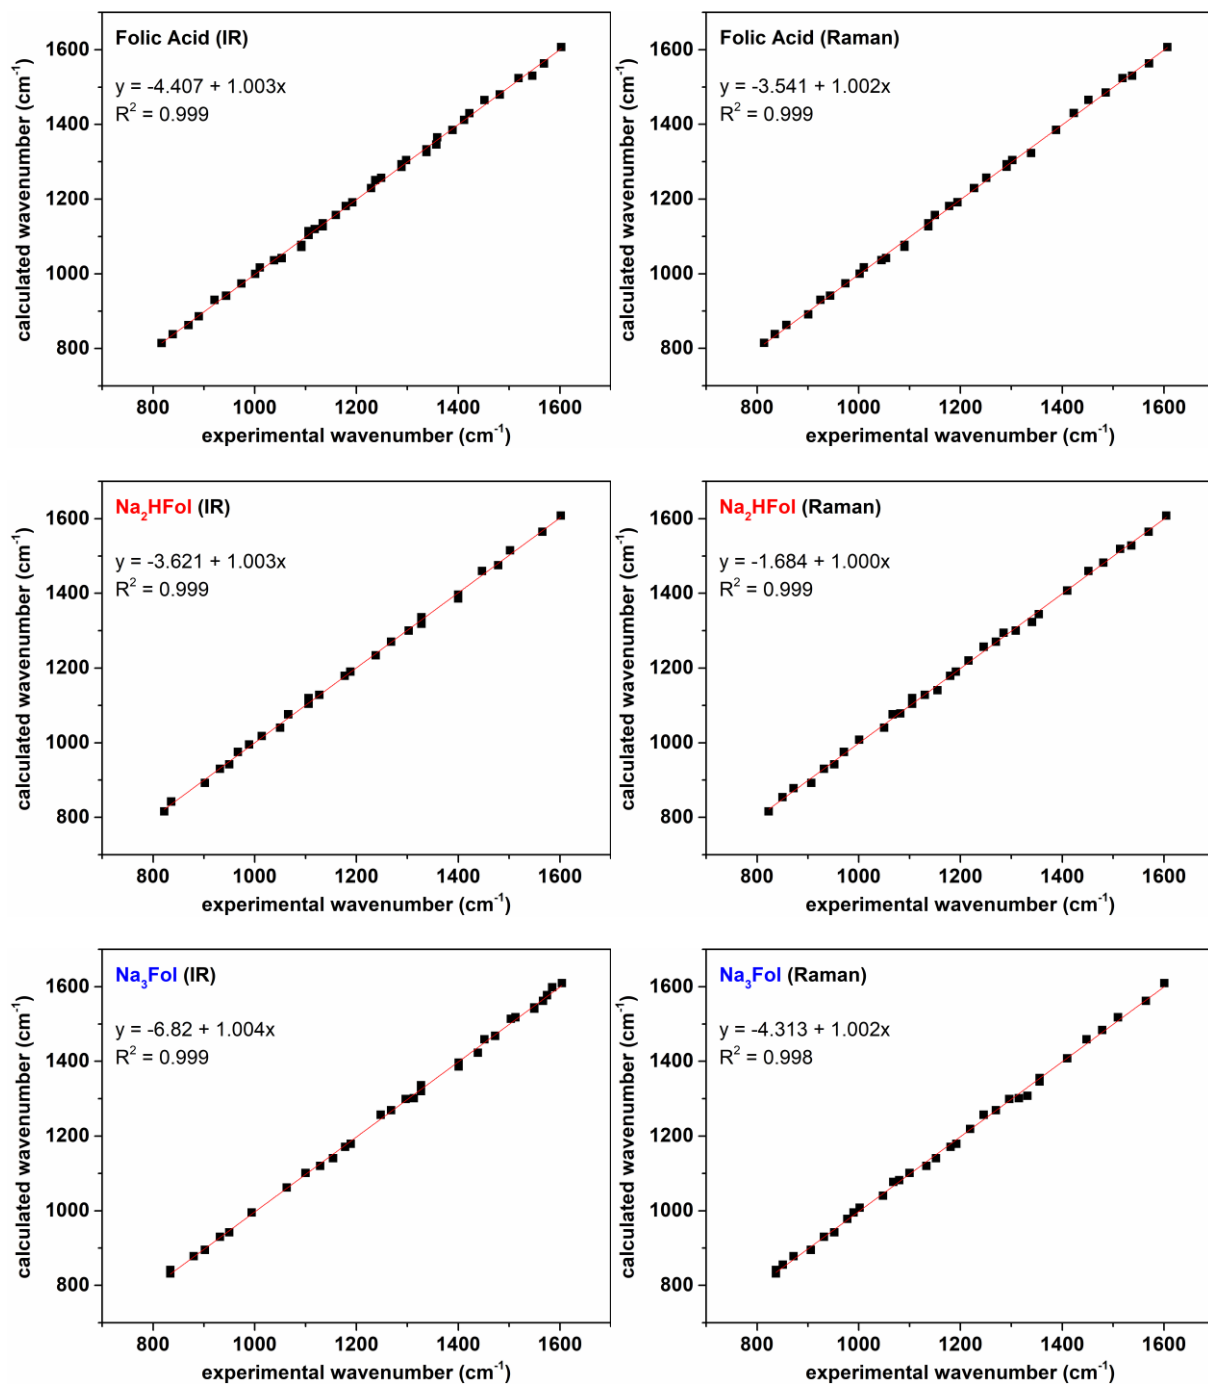 Folic Acid (IR)
y = -4.407 + 1.003x
R² = 0.999
calculated wavenumber (cm⁻¹)
1600
1400
1200
1000
800
800 1000 1200 1400 1600
experimental wavenumber (cm⁻¹)
Folic Acid (Raman)
y = -3.541 + 1.002x
R² = 0.999
calculated wavenumber (cm⁻¹)
1600
1400
1200
1000
800
800 1000 1200 1400 1600
experimental wavenumber (cm⁻¹)
Na₂HFol (IR)
y = -3.621 + 1.003x
R² = 0.999
calculated wavenumber (cm⁻¹)
1600
1400
1200
1000
800
800 1000 1200 1400 1600
experimental wavenumber (cm⁻¹)
Na₂HFol (Raman)
y = -1.684 + 1.000x
R² = 0.999
calculated wavenumber (cm⁻¹)
1600
1400
1200
1000
800
800 1000 1200 1400 1600
experimental wavenumber (cm⁻¹)
Na₃Fol (IR)
y = -6.82 + 1.004x
R² = 0.999
calculated wavenumber (cm⁻¹)
1600
1400
1200
1000
800
800 1000 1200 1400 1600
experimental wavenumber (cm⁻¹)
Na₃Fol (Raman)
y = -4.313 + 1.002x
R² = 0.998
calculated wavenumber (cm⁻¹)
1600
1400
1200
1000
800
800 1000 1200 1400 1600
experimental wavenumber (cm⁻¹)